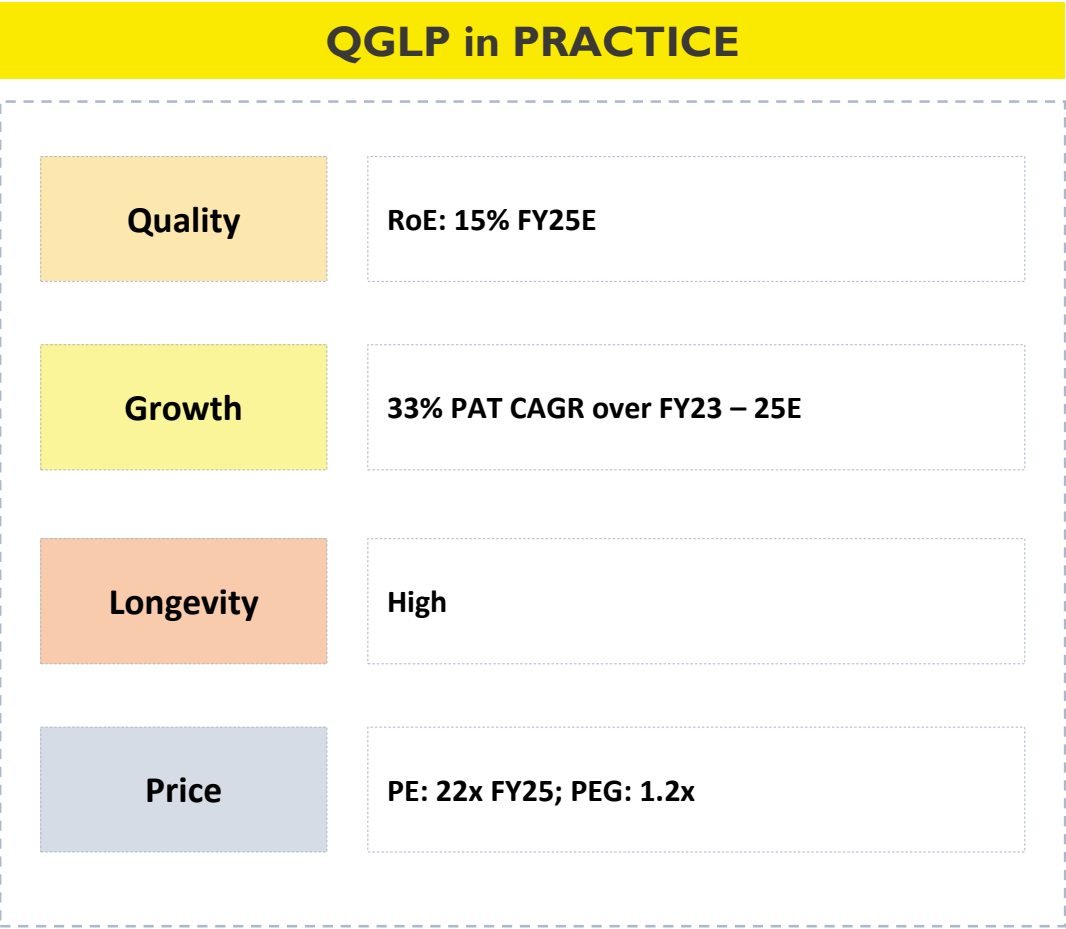 QGLP in PRACTICE
Quality
RoE: 15% FY25E
Growth
33% PAT CAGR over FY23 – 25E
Longevity
High
Price
PE: 22x FY25; PEG: 1.2x